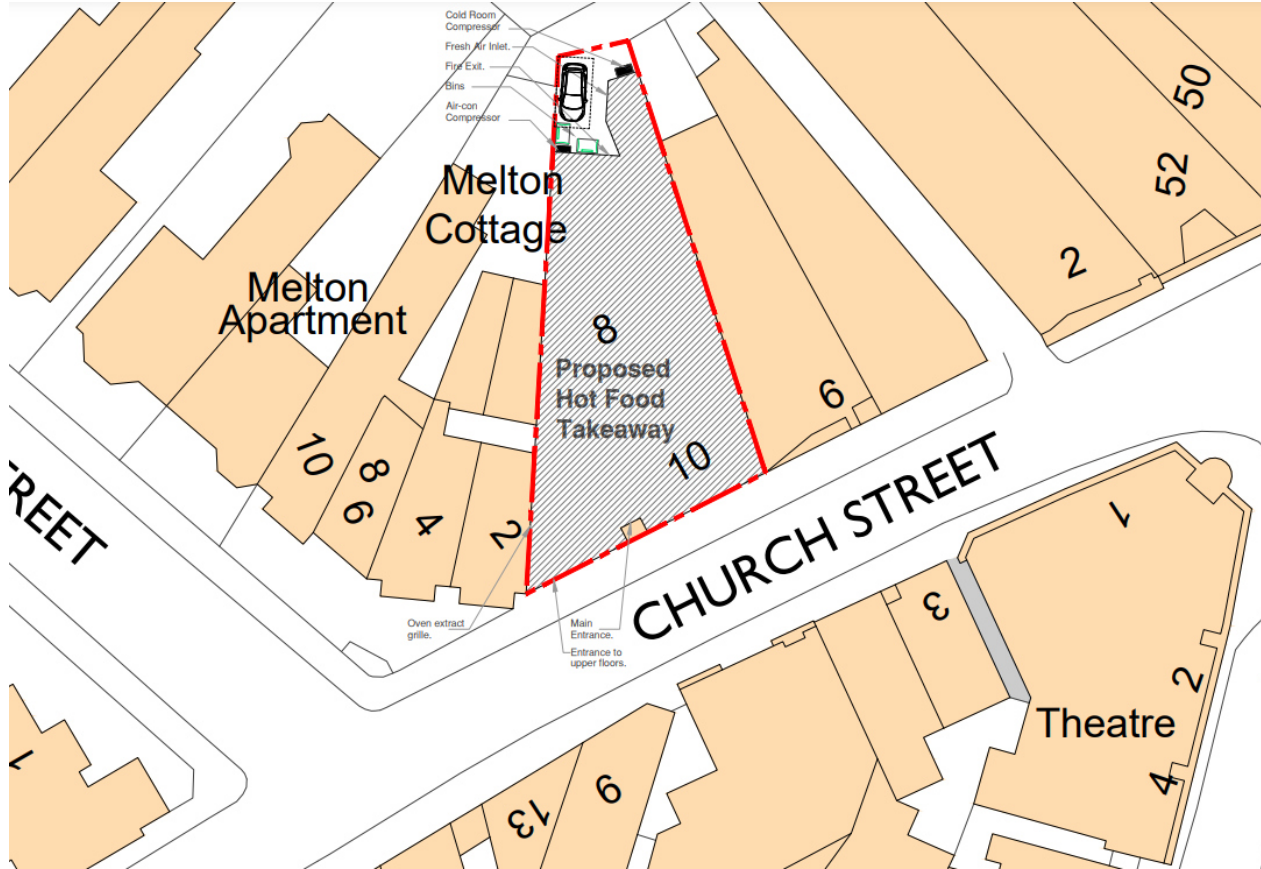 Cold Room
Compressor
Fresh Air Inlet.
Fire Exit.
Bins
Air-con
Compressor
50
52
2
Melton
Cottage
Melton
Apartment
8
Proposed
Hot Food
Takeaway
10
6
10
8
6
4
2
STREET
CHURCH STREET
1
3
Oven extract
grille.
Main
Entrance.
Entrance to
upper floors.
2
Theatre
4
1
9
13